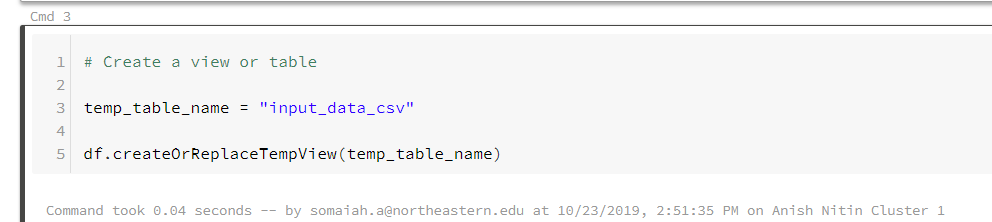 Cmd 3
1 # Create a view or table
2
3 temp_table_name = "input_data_csv"
4
5 df.createOrReplaceTempView(temp_table_name)
Command took 0.04 seconds -- by somaiah.a@northeastern.edu at 10/23/2019, 2:51:35 PM on Anish Nitin Cluster 1